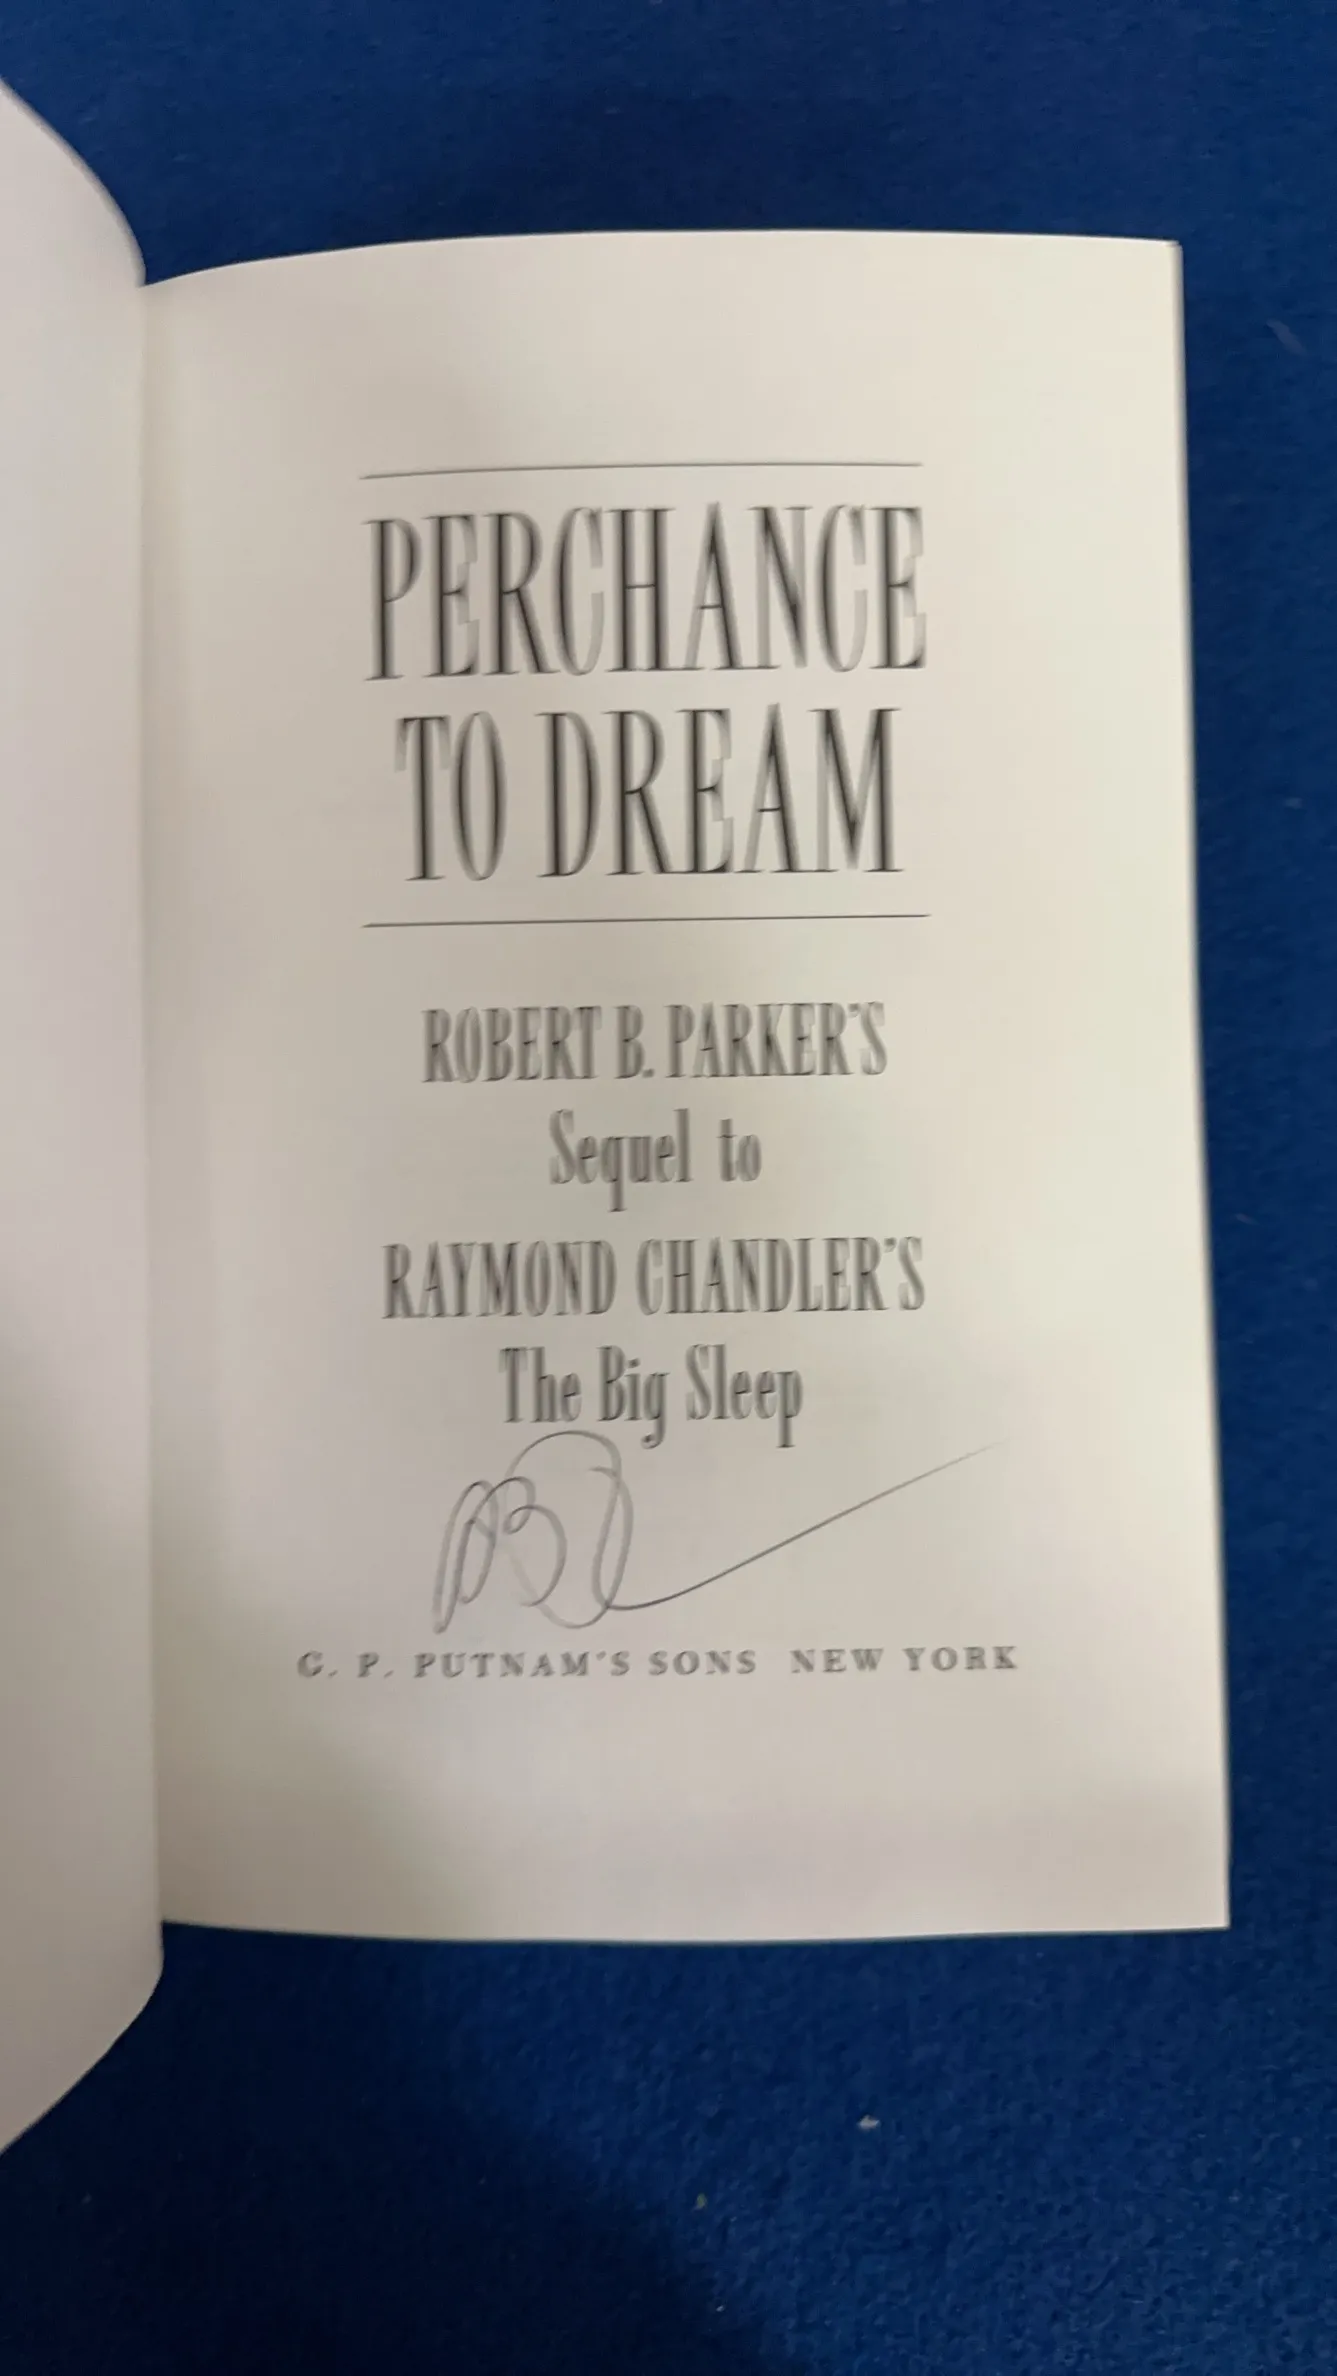 PERCHANCE
TO DREAM
ROBERT B. PARKER'S
Sequel to
RAYMOND CHANDLER'S
The Big Sleep
G. P. PUTNAM'S SONS NEW YORK